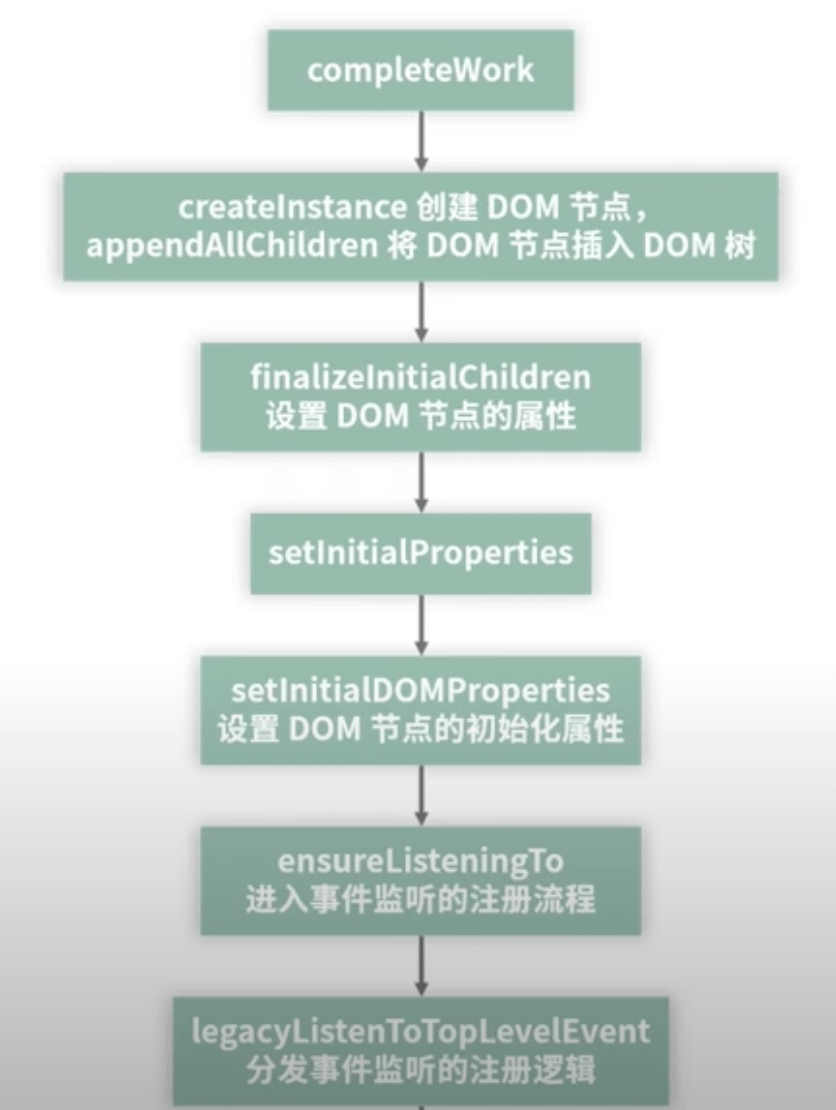 completeWork
createInstance 创建 DOM 节点，
appendAllChildren 将 DOM 节点插入 DOM 树
finalizeInitialChildren
设置 DOM 节点的属性
setInitialProperties
setInitialDOMProperties
设置 DOM 节点的初始化属性
ensureListeningTo
进入事件监听的注册流程
legacyListenToTopLevelEvent
分发事件监听的注册逻辑